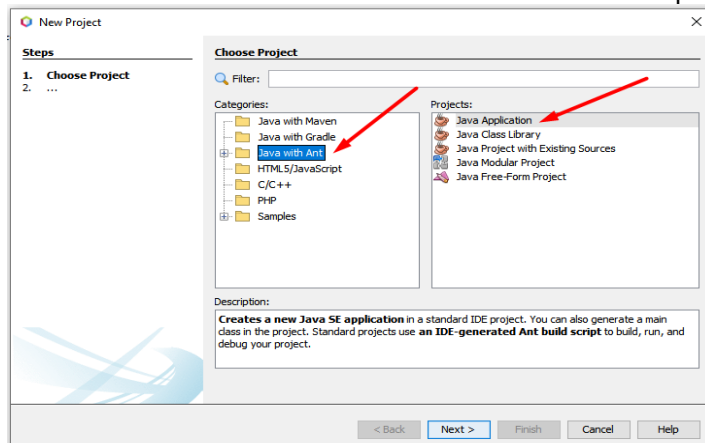 New Project
Steps
1. Choose Project
2. ...
Choose Project
Filter:
Categories:
Java with Maven
Java with Gradle
Java with Ant
HTML5/JavaScript
C/C++
PHP
Samples
Projects:
Java Application
Java Class Library
Java Project with Existing Sources
Java Modular Project
Java Free-Form Project
Description:
Creates a new Java SE application in a standard IDE project. You can also generate a main
class in the project. Standard projects use an IDE-generated Ant build script to build, run, and
debug your project.
< Back
Next >
Finish
Cancel
Help